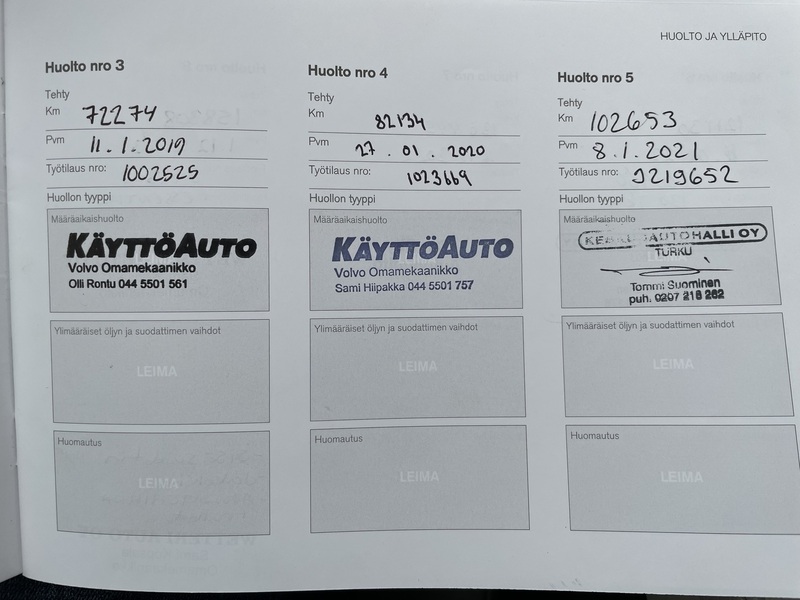 HUOLTO JA YLLÄPITO
Huolto nro 3
Tehty
Km 72274
Pvm 11.1.2019
Työtilaus nro: 1002525
Huollon tyyppi
Määräaikaishuolto
KÄYTTÖAUTO
Volvo Omamekaanikko
Olli Rontu 044 5501 561
Ylimääräiset öljyn ja suodattimen vaihdot
LEIMA
Huomautus
LEIMA
Huolto nro 4
Tehty
Km 82134
Pvm 27.01.2020
Työtilaus nro: 1023669
Huollon tyyppi
Määräaikaishuolto
KÄYTTÖAUTO
Volvo Omamekaanikko
Sami Hiipakka 044 5501 757
Ylimääräiset öljyn ja suodattimen vaihdot
LEIMA
Huomautus
LEIMA
Huolto nro 5
Tehty
Km 102653
Pvm 8.1.2021
Työtilaus nro: 9219652
Huollon tyyppi
Määräaikaishuolto
OY
TURKU
LEIMA
Tommi Suominen
puh. 0207 218 262
Ylimääräiset öljyn ja suodattimen vaihdot
LEIMA
Huomautus
LEIMA